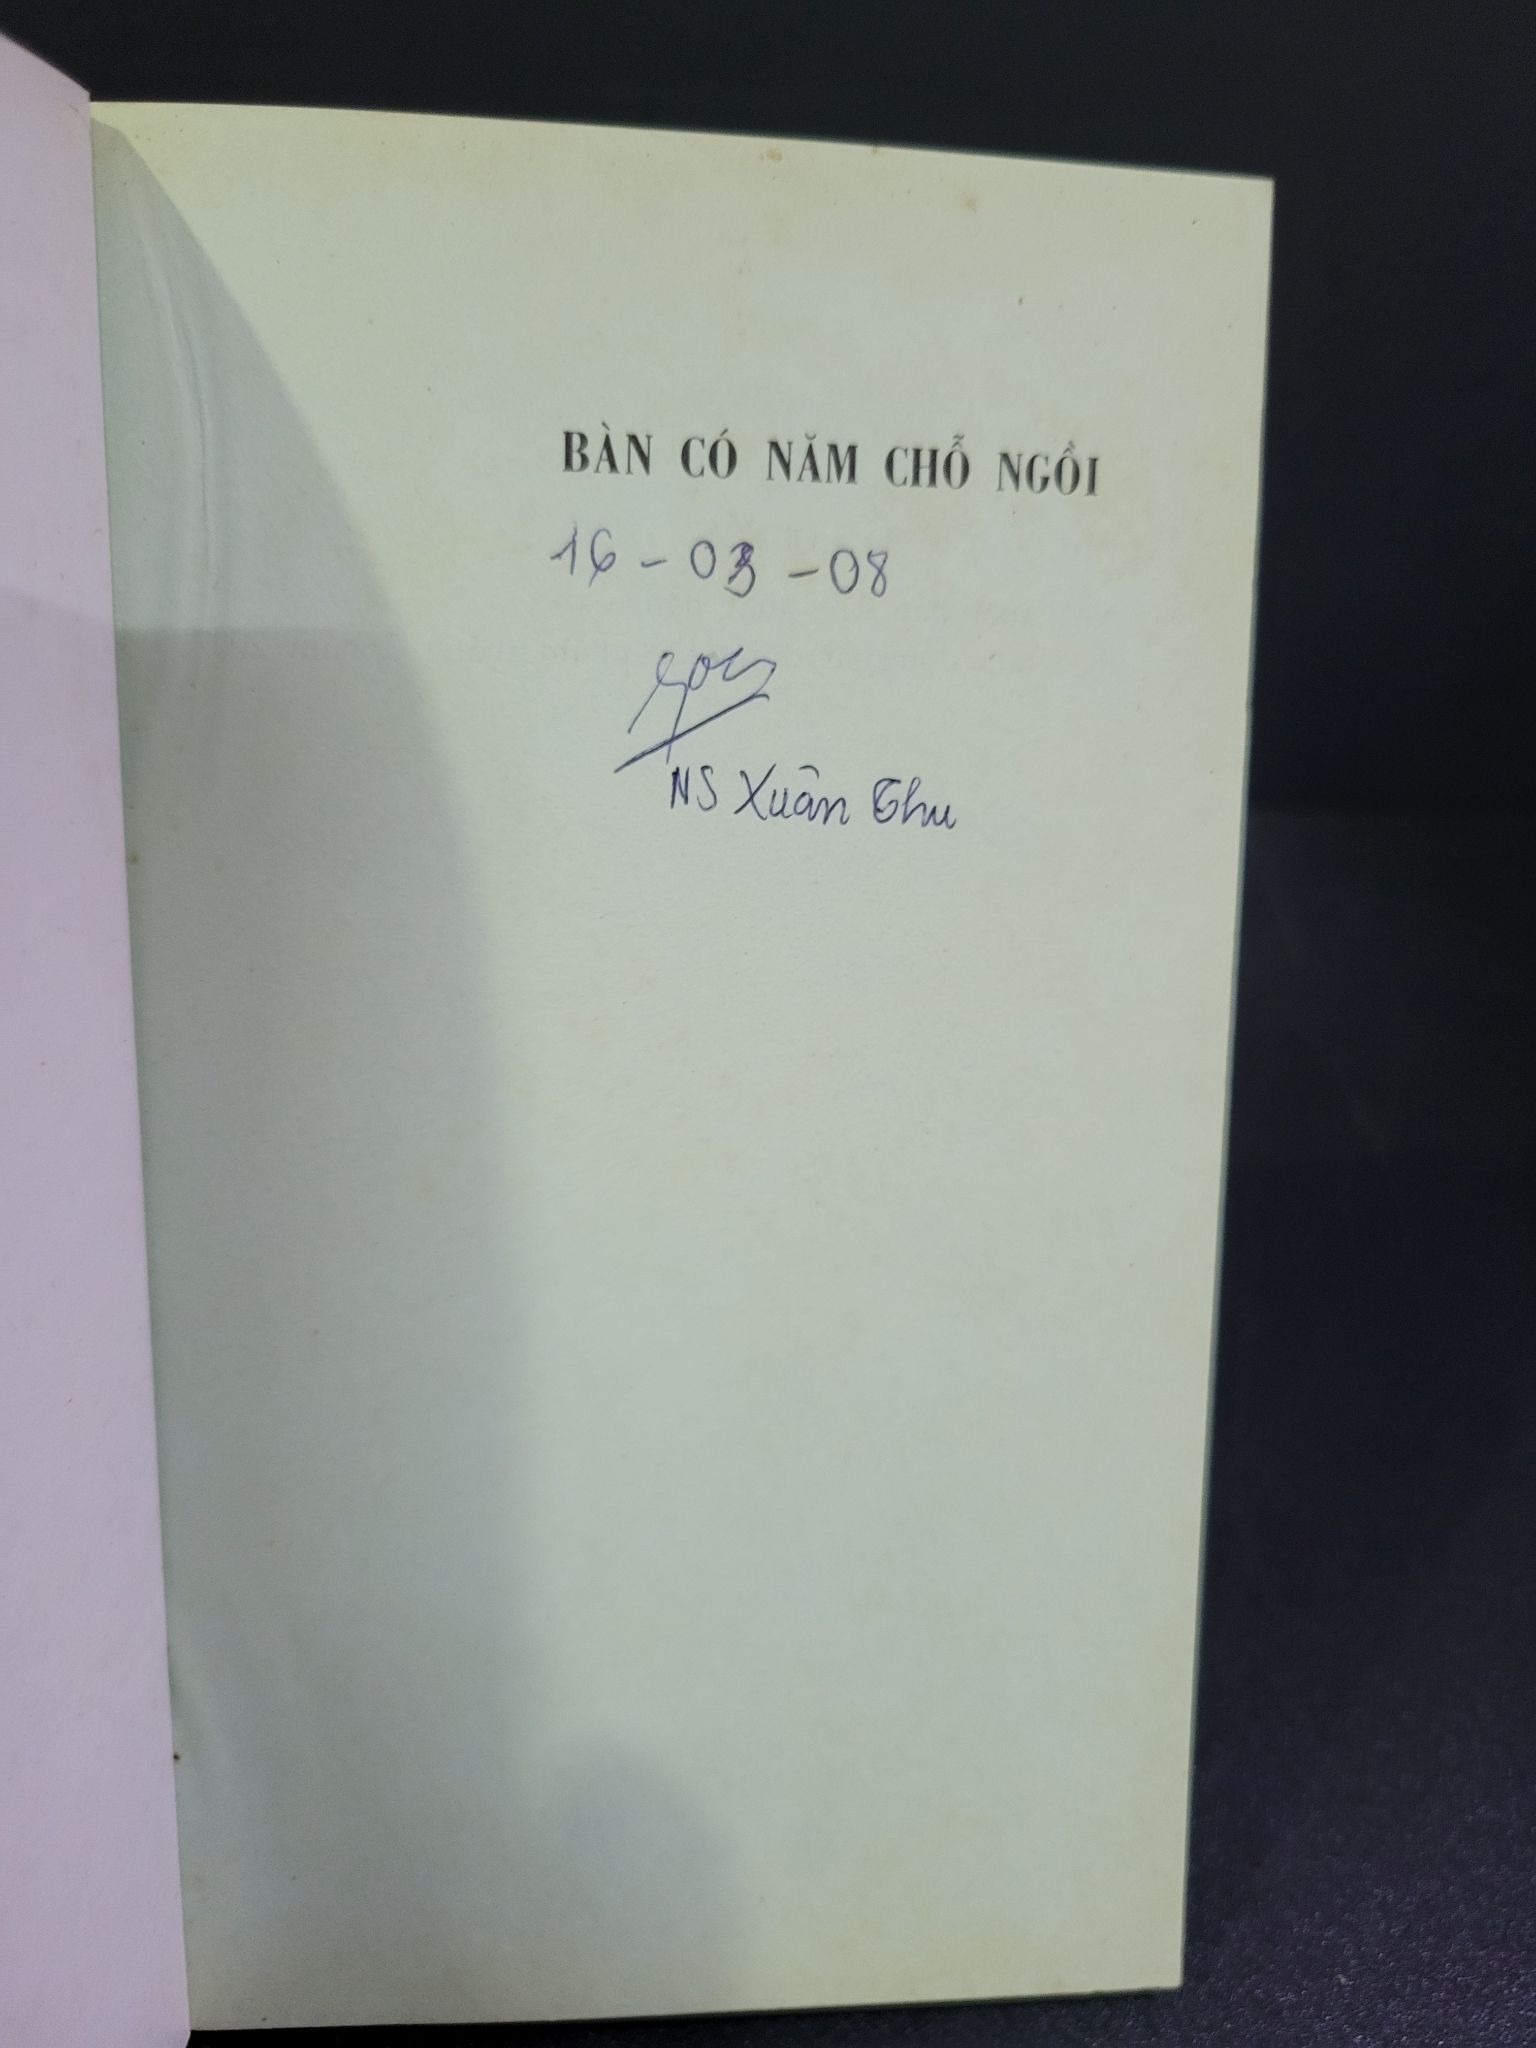 BÀN CÓ NĂM CHỖ NGỒI
16 - 03 - 08
NS Xuân Thu